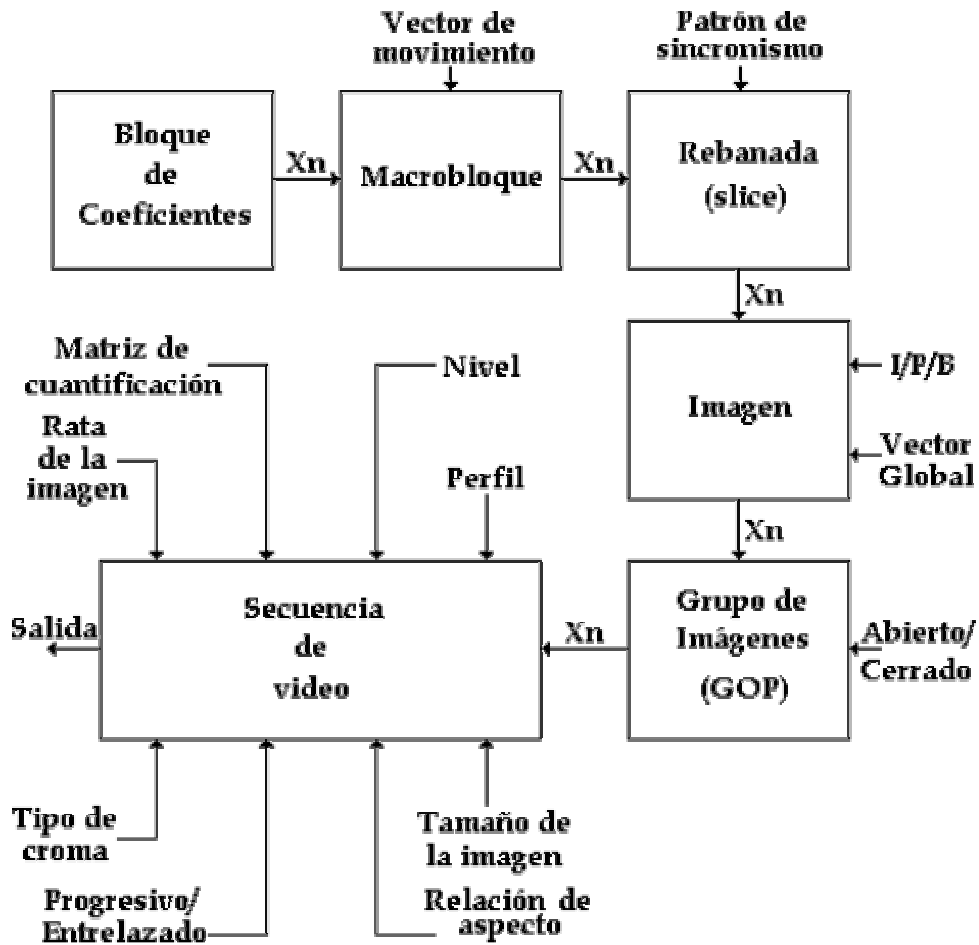 Vector de
movimiento
Patrón de
sincronismo
Bloque
de
Coeficientes
Xn
Macrobloque
Xn
Rebanada
(slice)
Xn
Matriz de
cuantificación
Nivel
Imagen
I/P/B
Vector
Global
Rata
de la
imagen
Perfil
Xn
Secuencia
de
video
Salida
Xn
Grupo de
Imágenes
(GOP)
Abierto/
Cerrado
Tipo de
croma
Tamaño de
la imagen
Progresivo/
Entrelazado
Relación de
aspecto